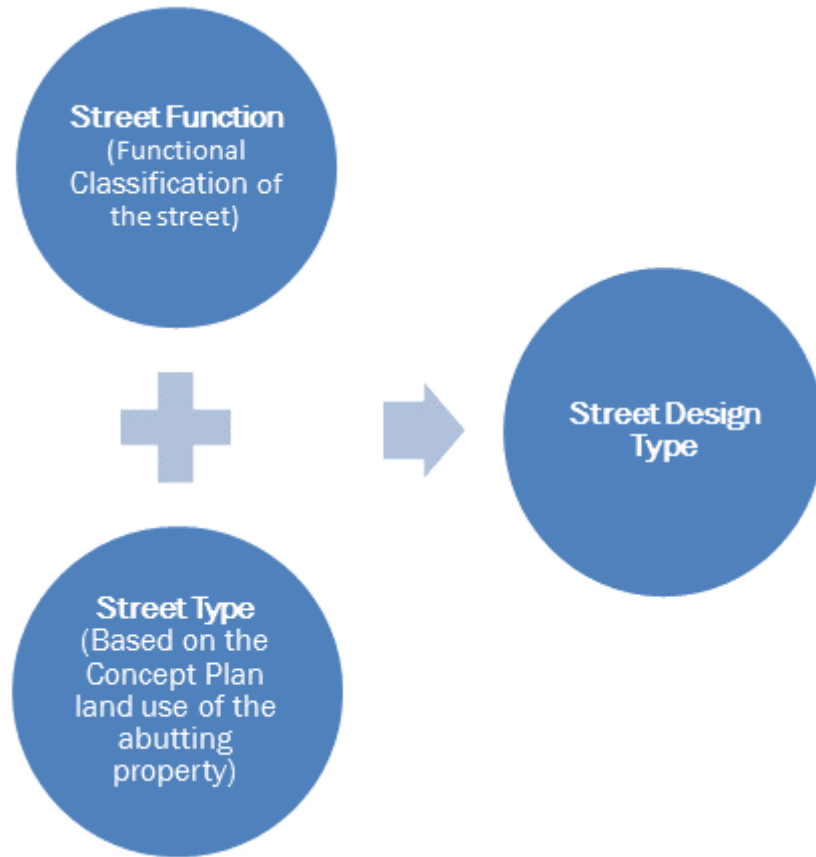 Street Function
(Functional
Classification of
the street)
Street Design
Type
Street Type
(Based on the
Concept Plan
land use of the
abutting
property)